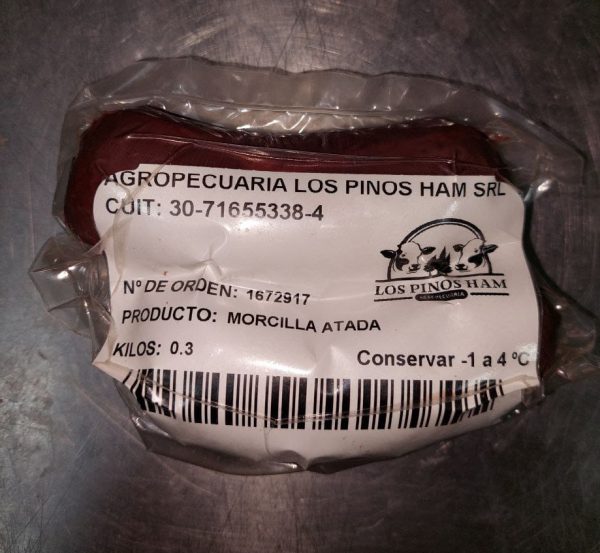 AGROPECUARIA LOS PINOS HAM SRL
CUIT: 30-71655338-4
LOS PINOS HAM
AGROPECUARIA
Nº DE ORDEN: 1672917
PRODUCTO: MORCILLA ATADA
KILOS: 0.3
Conservar -1 a 4 ºC